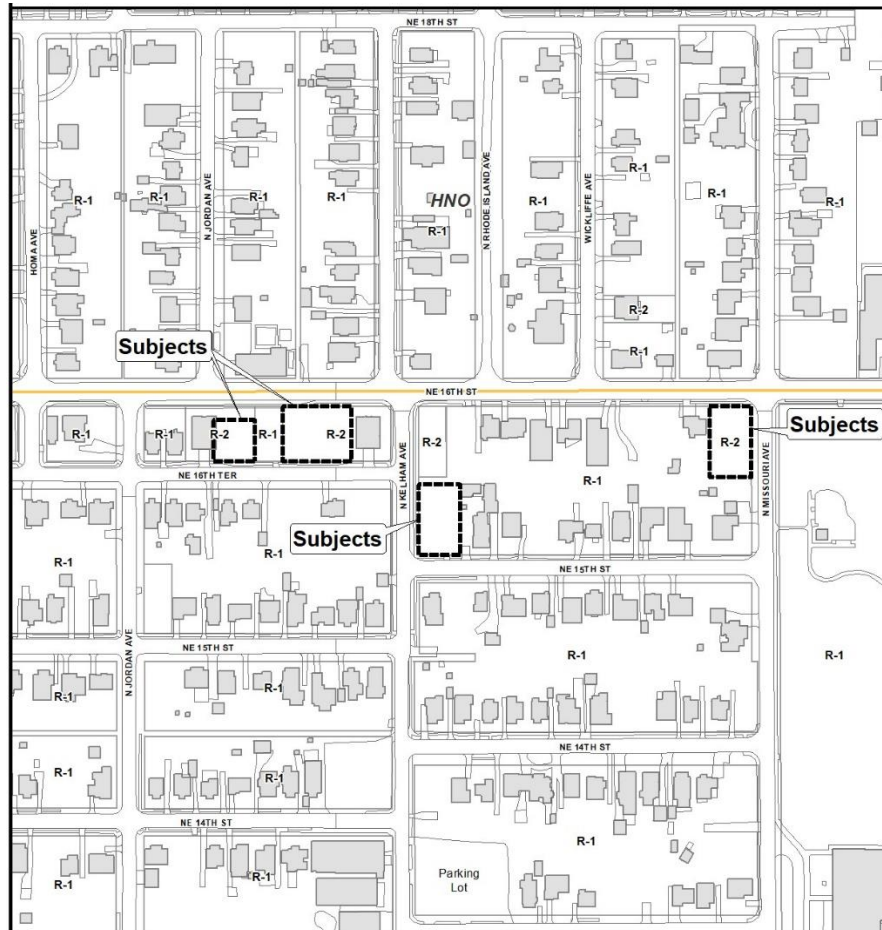 NE 18TH ST
R-1
R-1
R-1
R-1
R-1
R-1
R-1
R-1
R-1
HNO
HOMA AVE
N JORDAN AVE
N RHODE ISLAND AVE
WICKLIFFE AVE
R-2
R-1
Subjects
NE 16TH ST
R-1
R-1
R-2
R-1
R-2
R-2
R-2
Subjects
NE 16TH TER
N KELHAM AVE
R-1
N MISSOURI AVE
Subjects
R-1
R-1
NE 15TH ST
N JORDAN AVE
NE 15TH ST
R-1
R-1
R-1
R-1
NE 14TH ST
R-1
R-1
NE 14TH ST
R-1
R-1
Parking
Lot